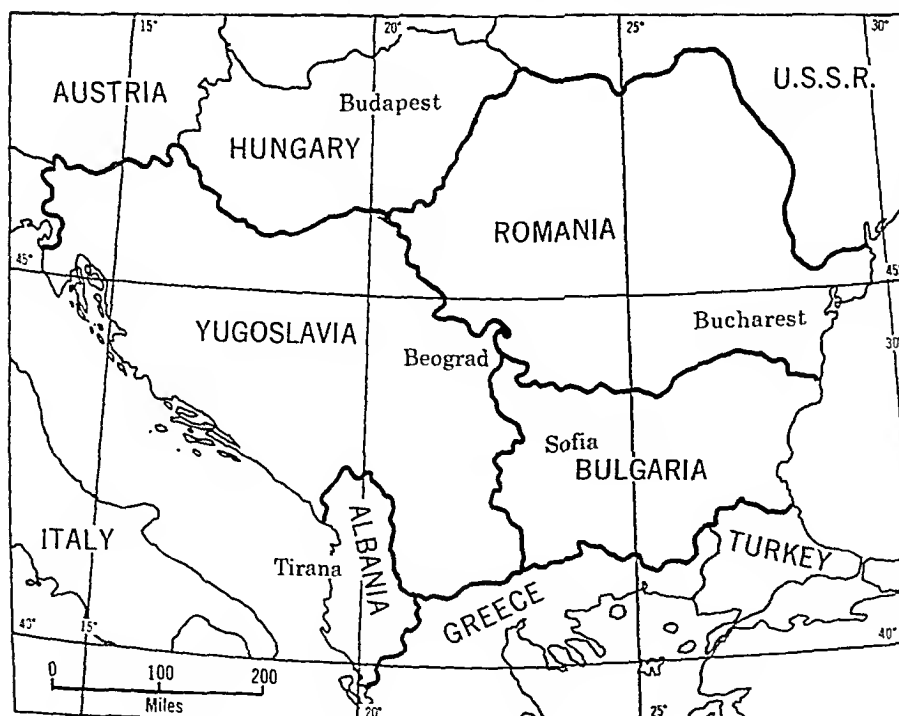 15°
20°
25°
30°
AUSTRIA
U.S.S.R.
Budapest
HUNGARY
ROMANIA
45°
45°
Bucharest
YUGOSLAVIA
30°
Beograd
Sofia
BULGARIA
ALBANIA
ITALY
TURKEY
Tirana
GREECE
40°
15°
40°
0 100 200
Miles
20°
25°